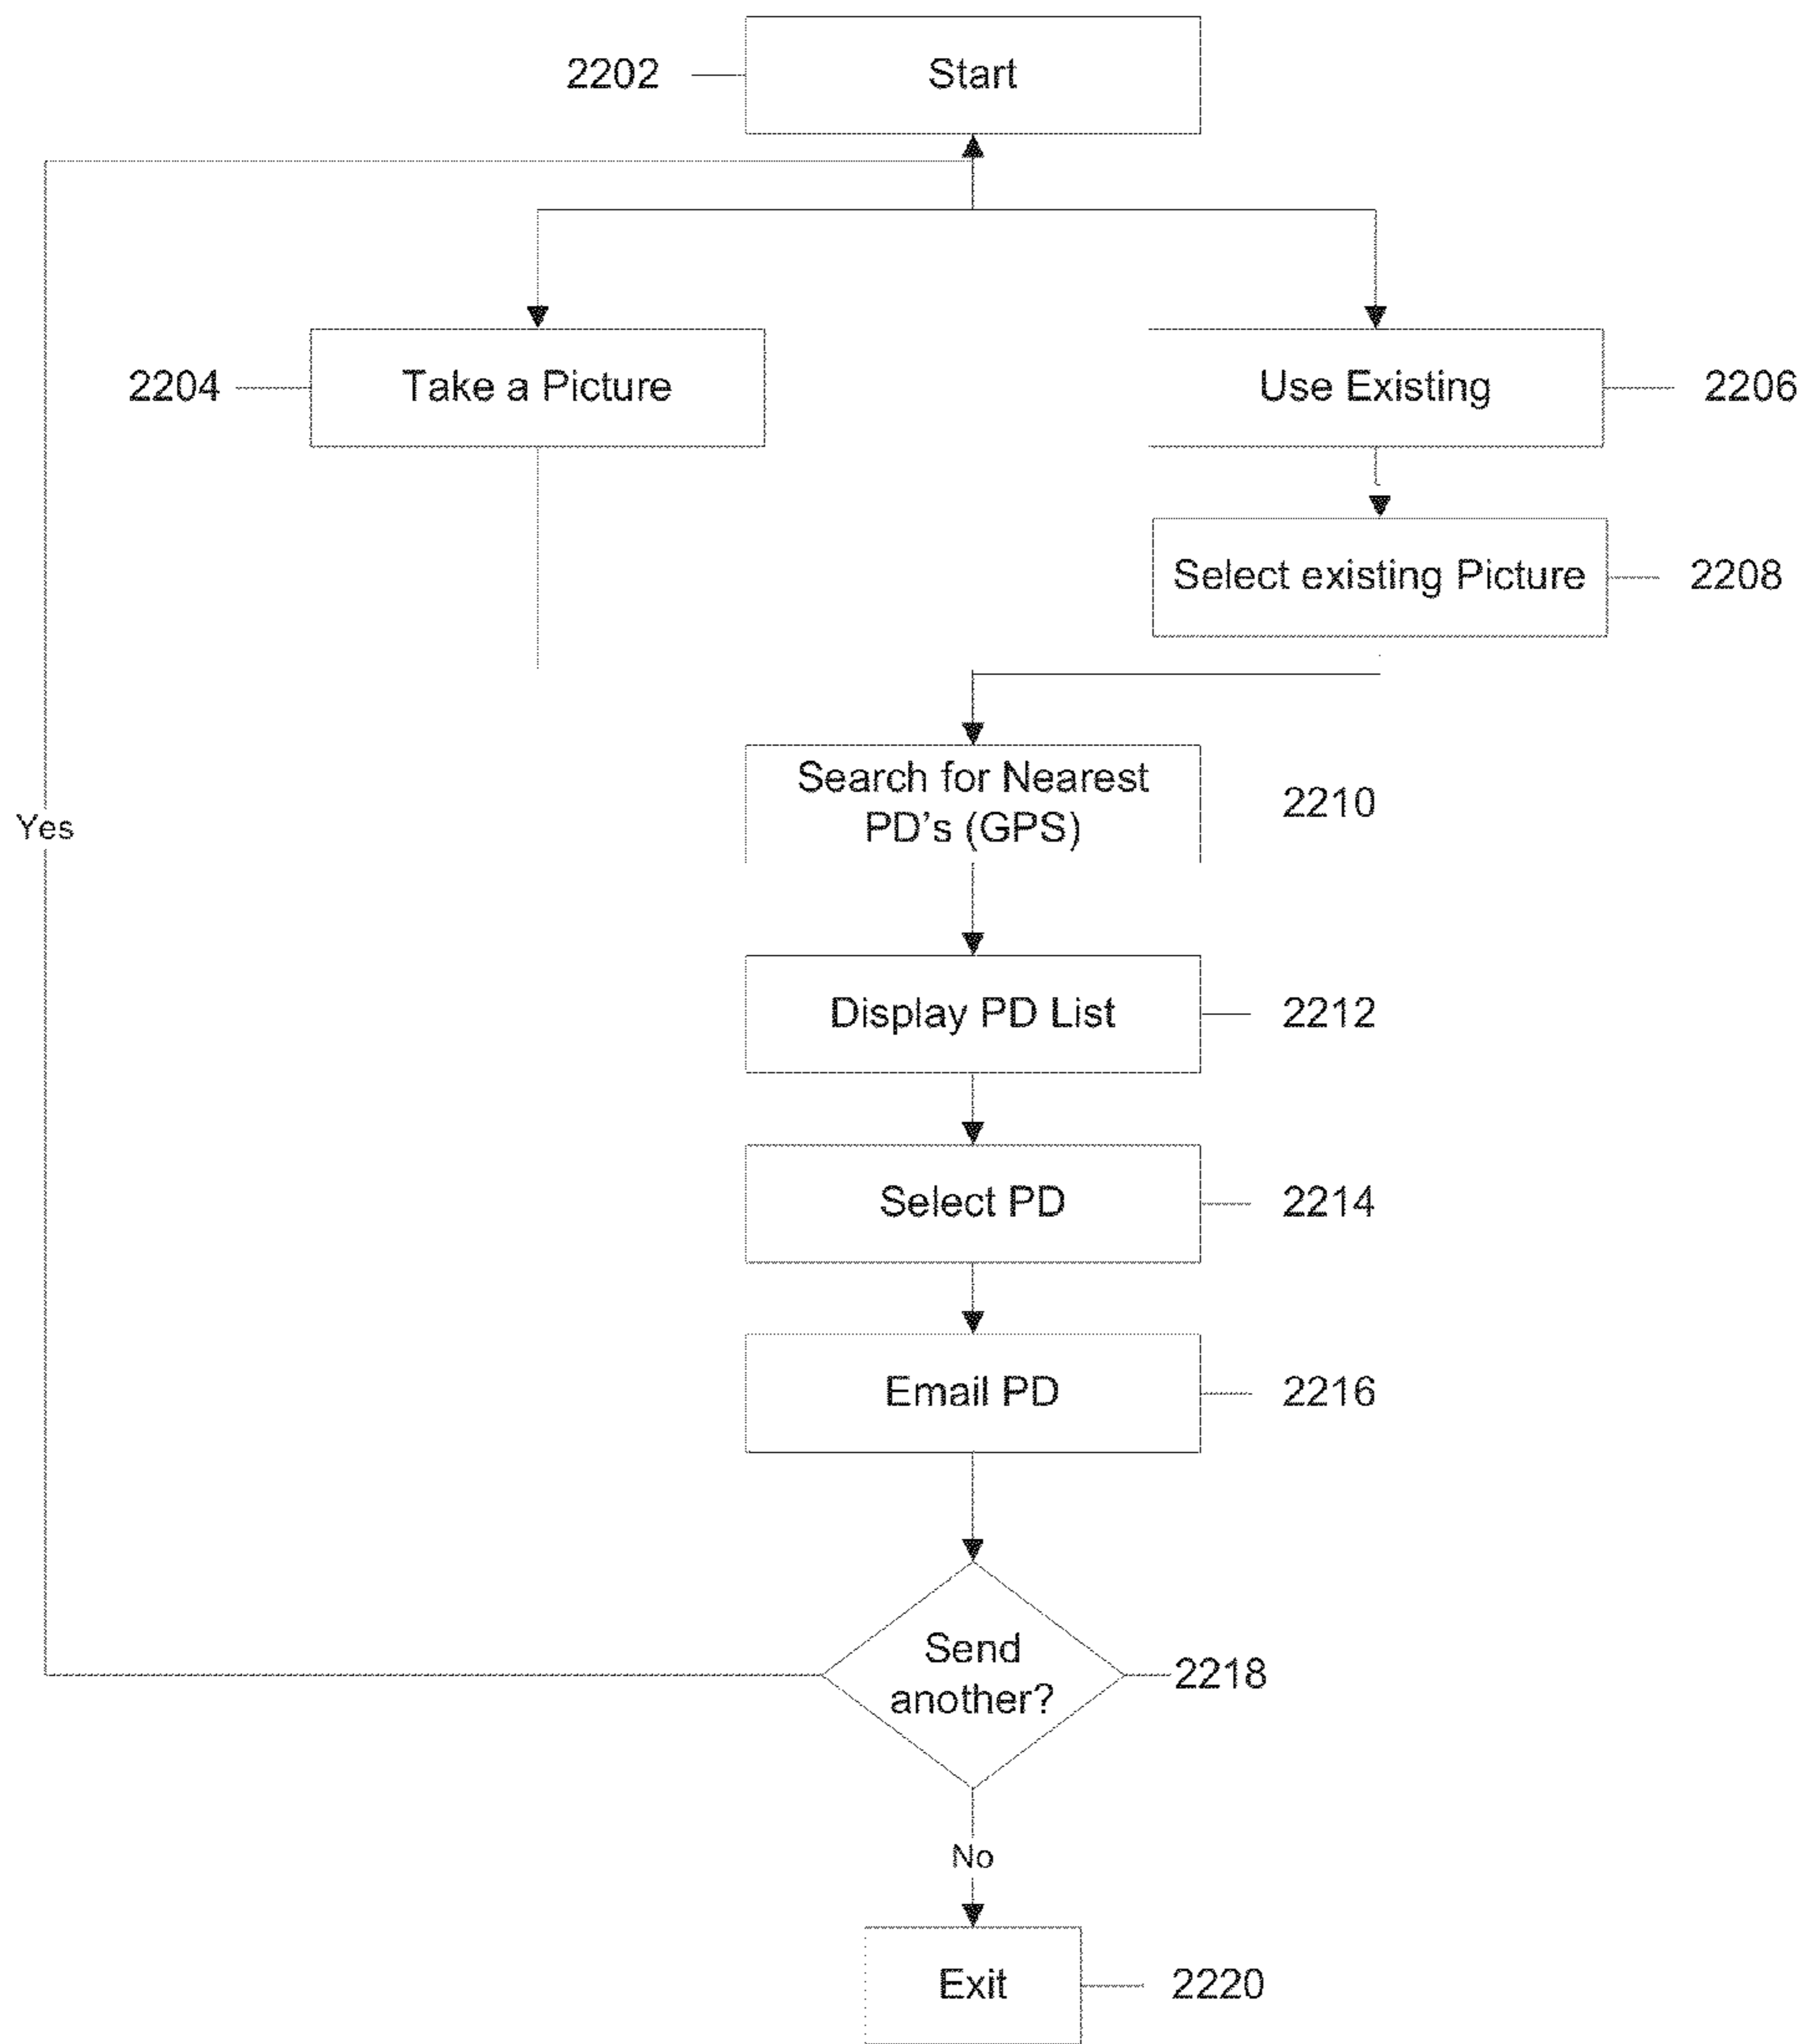 2202
Start
2204
Take a Picture
Use Existing
2206
Select existing Picture
2208
Search for Nearest
PD's (GPS)
2210
Yes
Display PD List
2212
Select PD
2214
Email PD
2216
Send
another?
2218
No
Exit
2220